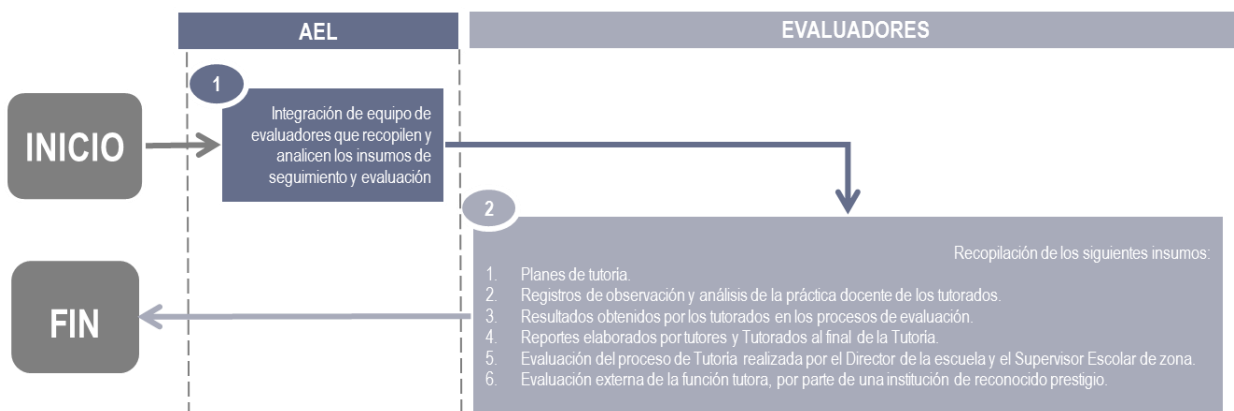 AEL
EVALUADORES
INICIO
1
Integración de equipo de
evaluadores que recopilen y
analicen los insumos de
seguimiento y evaluación
2
Recopilación de los siguientes insumos:
1. Planes de tutoría.
2. Registros de observación y análisis de la práctica docente de los tutorados.
3. Resultados obtenidos por los tutorados en los procesos de evaluación.
4. Reportes elaborados por tutores y Tutorados al final de la Tutoría.
5. Evaluación del proceso de Tutoría realizada por el Director de la escuela y el Supervisor Escolar de zona.
6. Evaluación externa de la función tutora, por parte de una institución de reconocido prestigio.
FIN